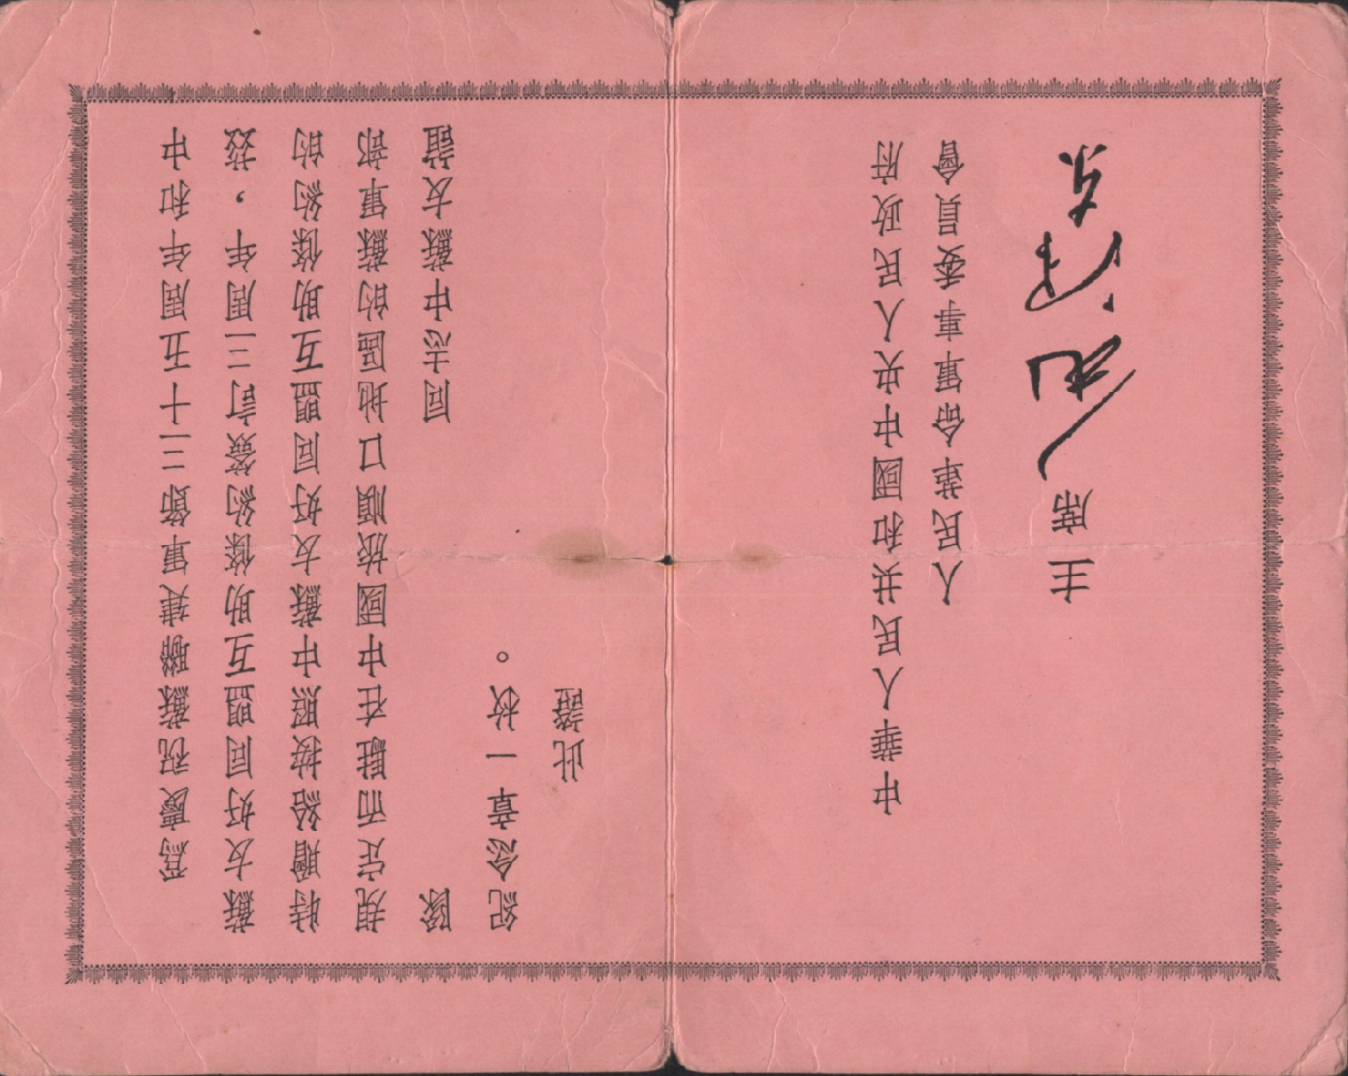 為慶祝蘇聯建軍節三十五周年和中
蘇友好同盟互助條約簽訂三周年，茲
特贈給按照中蘇友好同盟互助條約的
規定而駐在中國旅順口地區的蘇軍部
隊 同志中蘇友誼
紀念章一枚。
此證
中華人民共和國中央人民政府
人民革命軍事委員會
主席 毛澤東